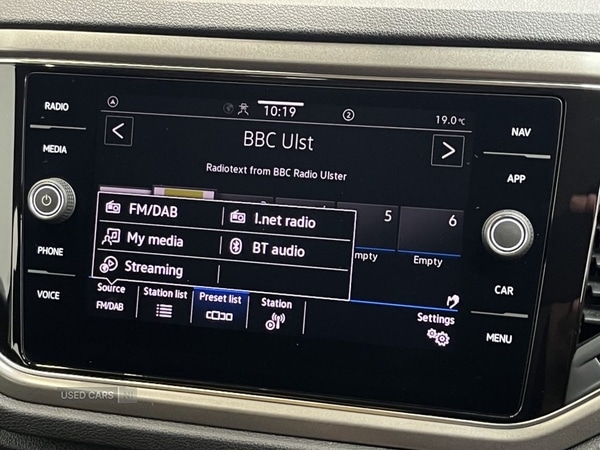 RADIO
MEDIA
PHONE
VOICE
10:19
2
19.0°C
BBC Ulst
Radiotext from BBC Radio Ulster
FM/DAB
I.net radio
My media
BT audio
Streaming
5
6
mpty
Empty
Source
FM/DAB
Station list
Preset list
Station
Settings
NAV
APP
CAR
MENU
USED CARS NI